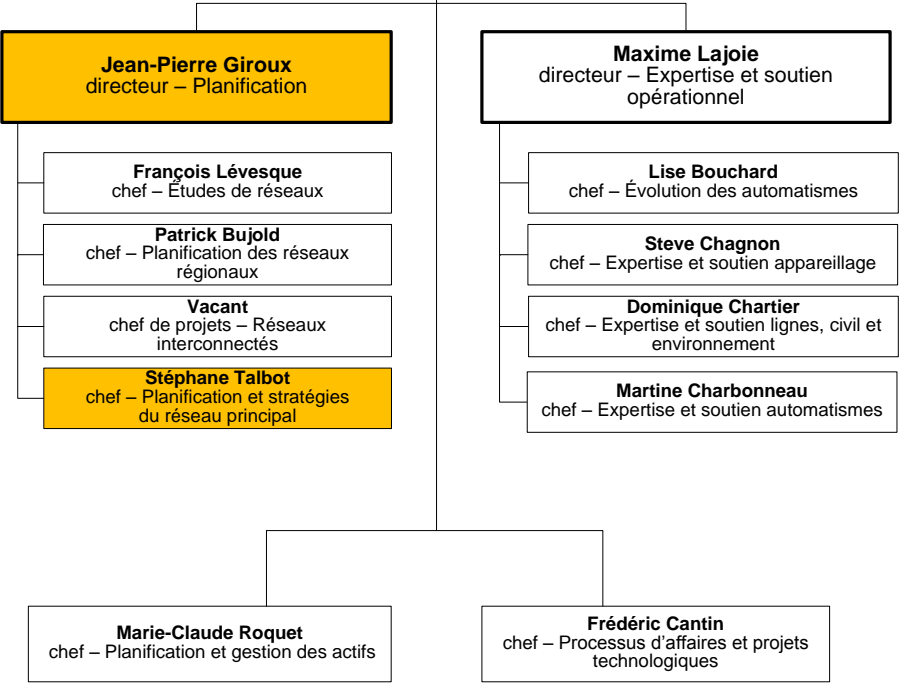 Jean-Pierre Giroux
directeur – Planification
François Lévesque
chef – Études de réseaux
Patrick Bujold
chef – Planification des réseaux
régionaux
Vacant
chef de projets – Réseaux
interconnectés
Stéphane Talbot
chef – Planification et stratégies
du réseau principal
Maxime Lajoie
directeur – Expertise et soutien
opérationnel
Lise Bouchard
chef – Évolution des automatismes
Steve Chagnon
chef – Expertise et soutien appareillage
Dominique Chartier
chef – Expertise et soutien lignes, civil et
environnement
Martine Charbonneau
chef – Expertise et soutien automatismes
Marie-Claude Roquet
chef – Planification et gestion des actifs
Frédéric Cantin
chef – Processus d’affaires et projets
technologiques